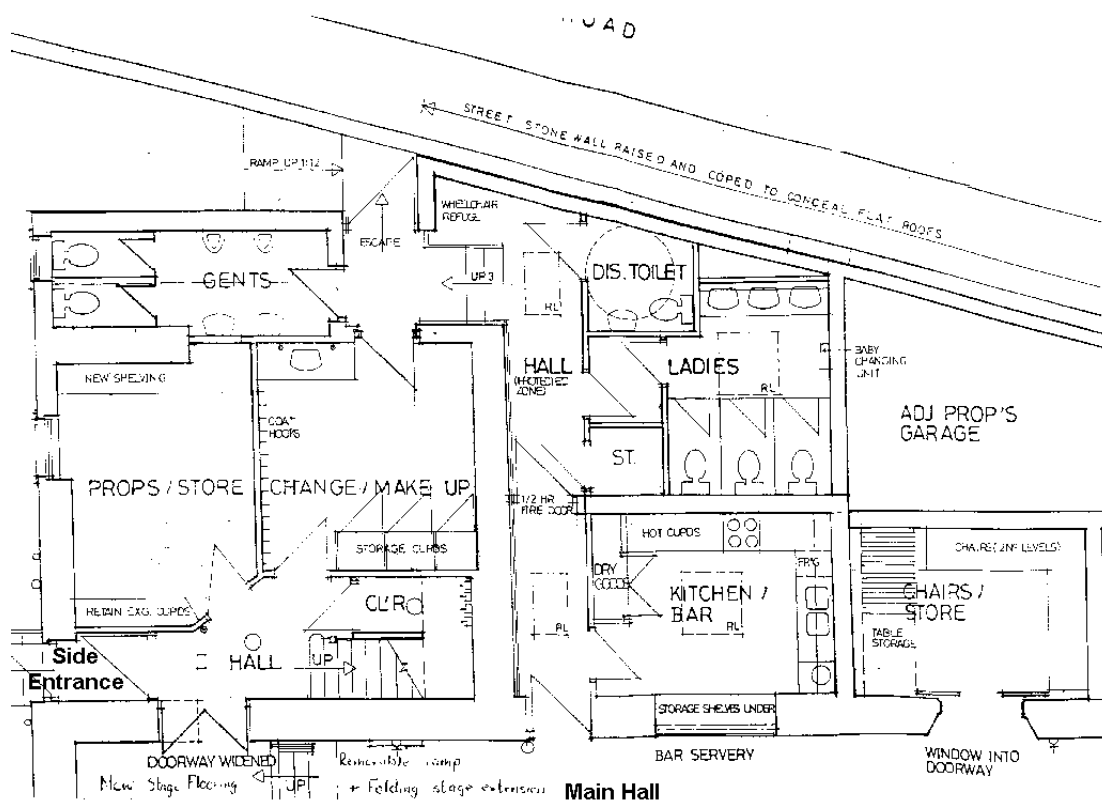 ROAD
STREET STONE WALL RAISED AND COPED TO CONCEAL FLAT ROOFS
RAMP UP 1:12
WHEELCHAIR
REFUGE
ESCAPE
GENTS
UP 3
DIS. TOILET
RL
HALL
(PROTECTED
ZONE)
LADIES
RL
BABY
CHANGING
UNIT
NEW SHELVING
COAT
HOOPS
ADJ PROP'S
GARAGE
ST.
PROPS / STORE
CHANGE / MAKE UP
1/2 HR
FIRE DOOR
STORAGE CUPDS
HOT CUPDS
CHAIRS (2Nº LEVELS)
DRY
GOODS
FRIG
KITCHEN /
BAR
RL
RL
CHAIRS /
STORE
TABLE
STORAGE
RETAIN EXG. CUPDS
CL'R
Side
Entrance
HALL
UP
STORAGE SHELVES UNDER
DOORWAY WIDENED
BAR SERVERY
WINDOW INTO
DOORWAY
New Stage Flooring
UP
Removable ramp
+ Folding stage extension
Main Hall